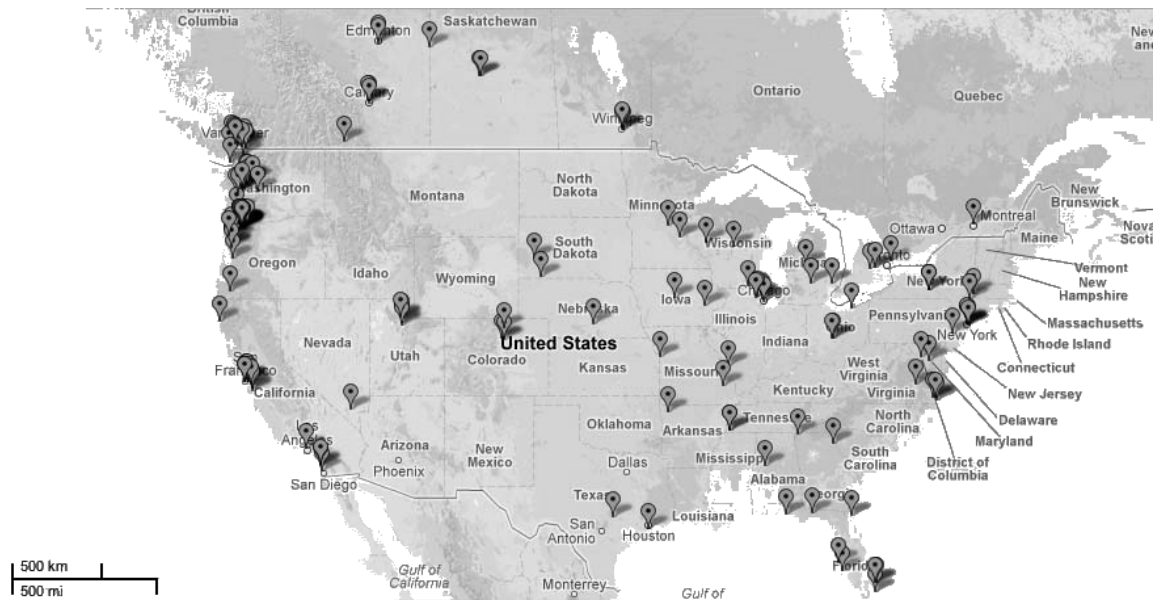 British
Columbia
Edmonton
Saskatchewan
Calgary
Winnipeg
Ontario
Quebec
New
Vancouver
Washington
Montana
North
Dakota
Minnesota
Ottawa
Montreal
New
Brunswick
Nova
Scotia
Maine
Oregon
Idaho
Wyoming
South
Dakota
Wisconsin
Michigan
Toronto
Vermont
New
Hampshire
Massachusetts
Rhode Island
Connecticut
New Jersey
Delaware
Maryland
District of
Columbia
New York
Pennsylvania
New York
Iowa
Chicago
Nebraska
Illinois
Indiana
Ohio
Nevada
Utah
Colorado
United States
Kansas
Missouri
West
Virginia
Virginia
Kentucky
San
Francisco
California
Los
Angeles
San Diego
Arizona
Phoenix
New
Mexico
Oklahoma
Arkansas
Tennessee
North
Carolina
South
Carolina
Mississippi
Alabama
Georgia
Dallas
Texas
San
Antonio
Houston
Louisiana
Florida
Gulf of
California
Monterrey
Gulf of
500 km
500 mi